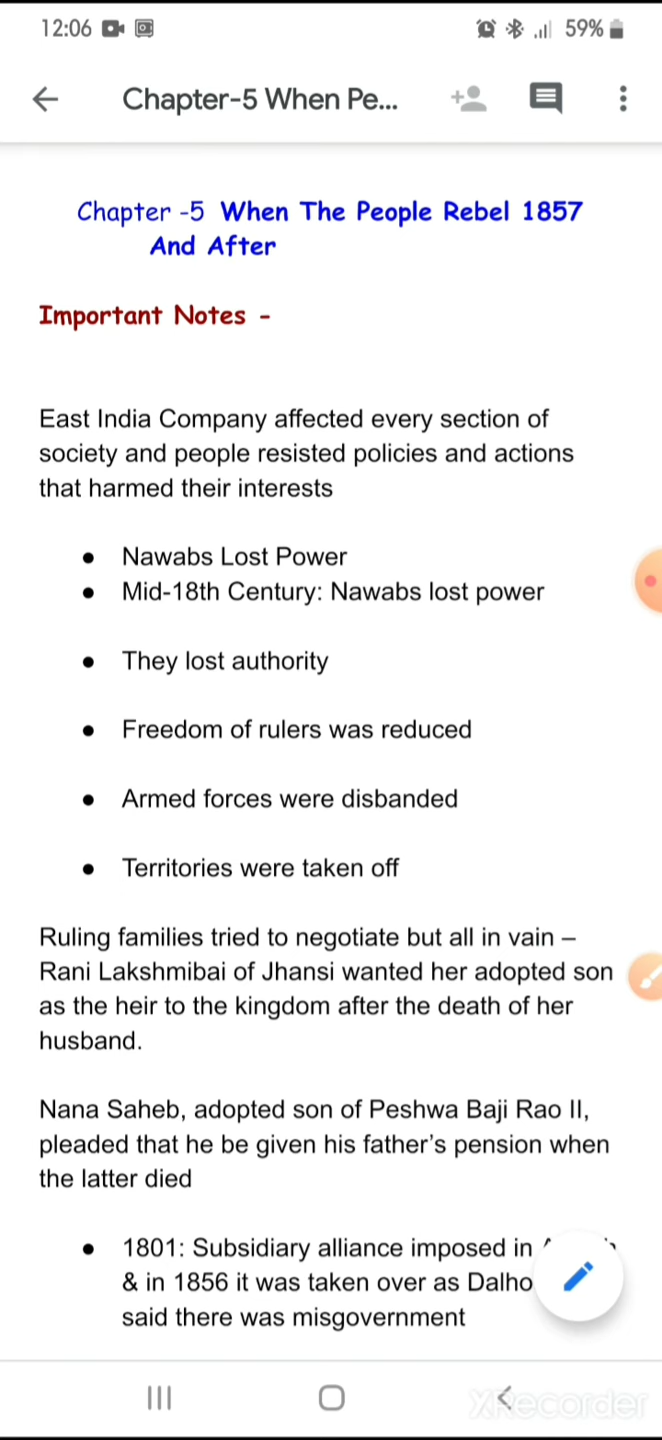 12:06
59%
Chapter-5 When Pe...
Chapter -5 When The People Rebel 1857
And After
Important Notes -
East India Company affected every section of
society and people resisted policies and actions
that harmed their interests
● Nawabs Lost Power
● Mid-18th Century: Nawabs lost power
● They lost authority
● Freedom of rulers was reduced
● Armed forces were disbanded
● Territories were taken off
Ruling families tried to negotiate but all in vain –
Rani Lakshmibai of Jhansi wanted her adopted son
as the heir to the kingdom after the death of her
husband.
Nana Saheb, adopted son of Peshwa Baji Rao II,
pleaded that he be given his father's pension when
the latter died
● 1801: Subsidiary alliance imposed in
& in 1856 it was taken over as Dalho
said there was misgovernment
XRecorder